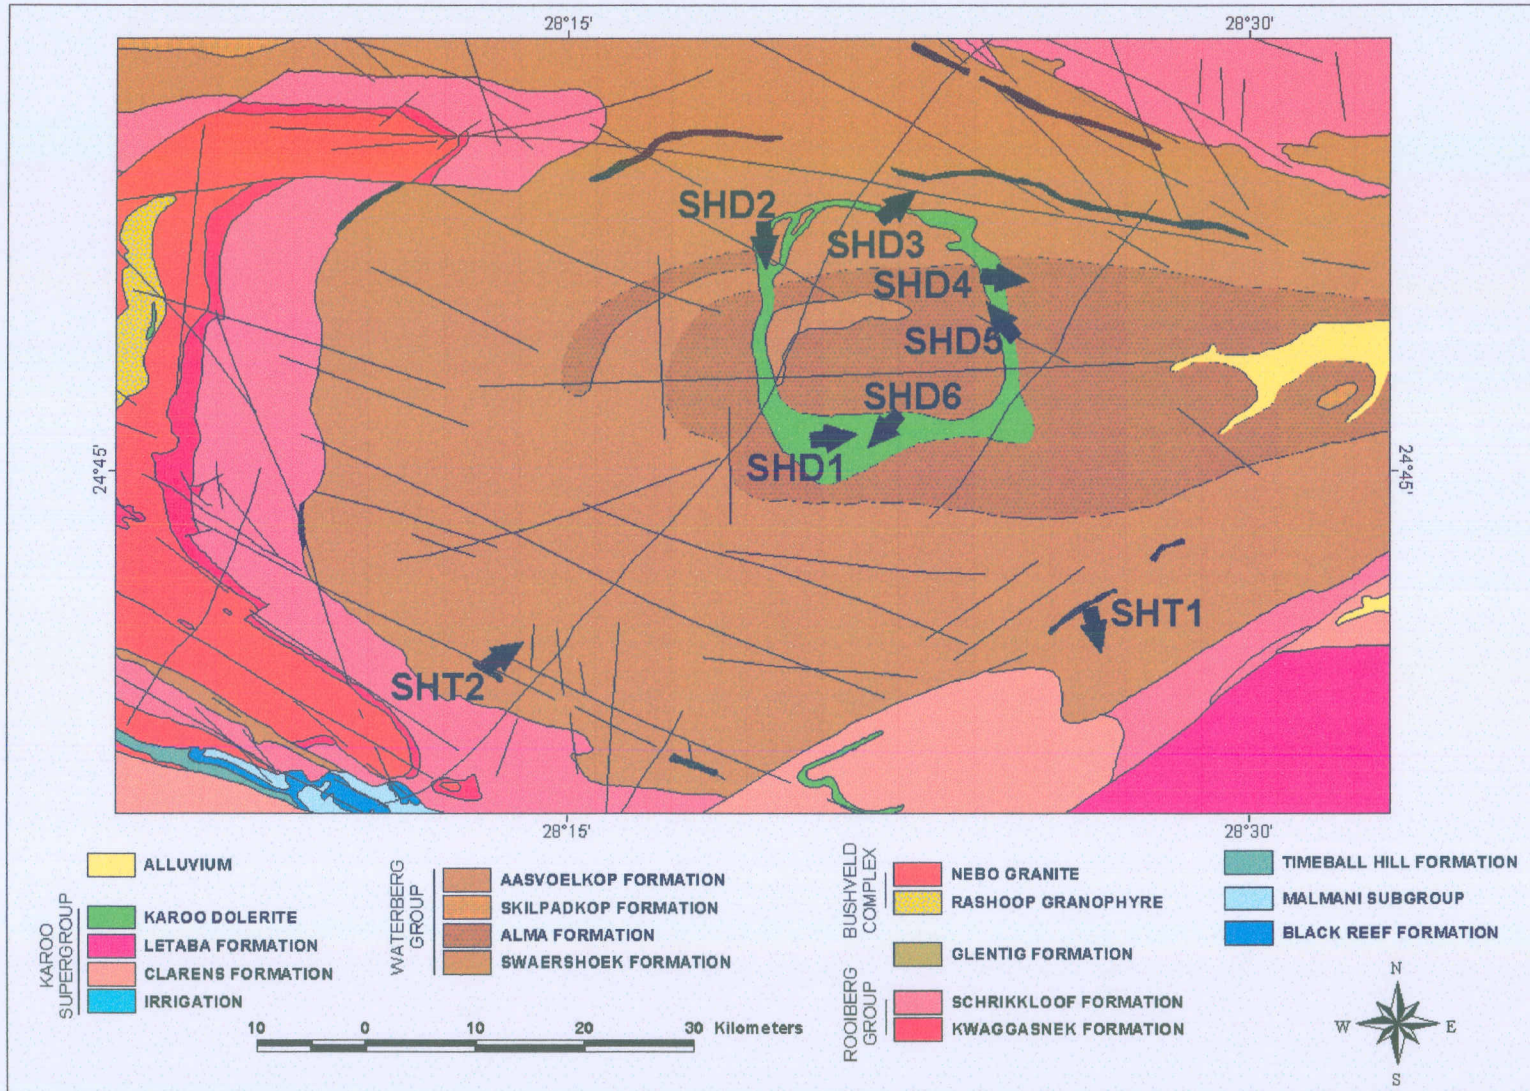 28°15'
28°30'
SHD2
SHD3
SHD4
SHD5
SHD6
SHD1
24°45'
24°45'
SHT1
SHT2
28°15'
28°30'
ALLUVIUM
KAROO SUPERGROUP
KAROO DOLERITE
LETABA FORMATION
CLARENS FORMATION
IRRIGATION
WATERBERG GROUP
AASVOELKOP FORMATION
SKILPADKOP FORMATION
ALMA FORMATION
SWAERSHOEK FORMATION
BUSHVELD COMPLEX
NEBO GRANITE
RASHOOP GRANOPHYRE
GLENTIG FORMATION
ROOIBERG GROUP
SCHRIKKLOOF FORMATION
KWAGGASNEK FORMATION
TIMEBALL HILL FORMATION
MALMANI SUBGROUP
BLACK REEF FORMATION
10 0 10 20 30 Kilometers
N
W E
S